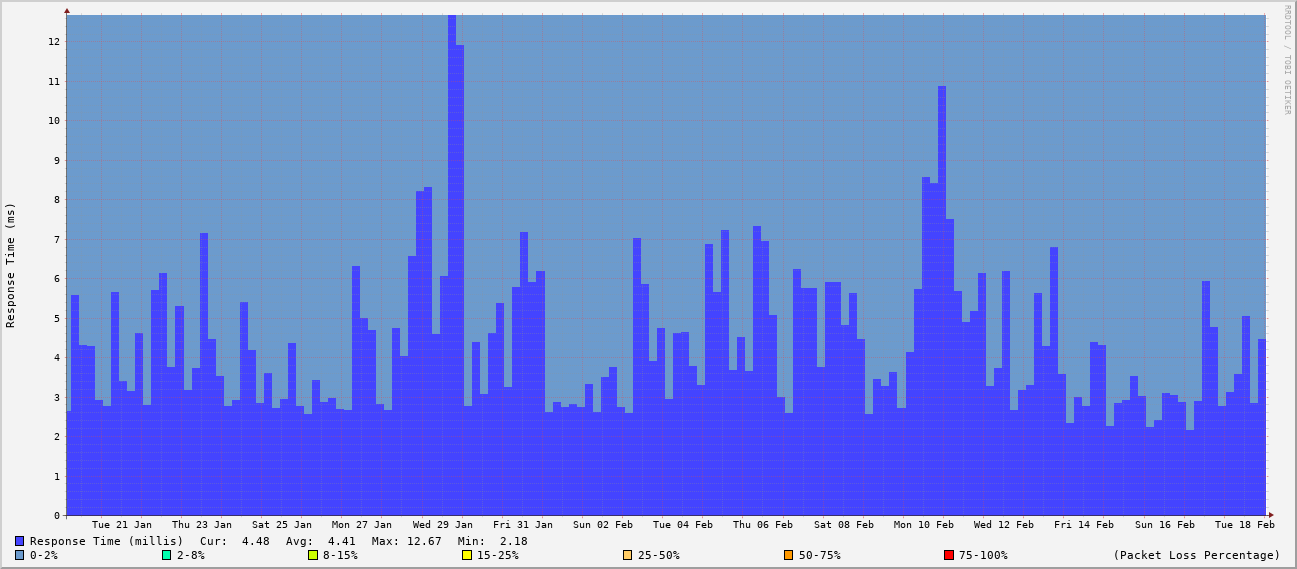 RRDTOOL / TOBI OETIKER
Response Time (ms)
12
11
10
9
8
7
6
5
4
3
2
1
0
Tue 21 Jan Thu 23 Jan Sat 25 Jan Mon 27 Jan Wed 29 Jan Fri 31 Jan Sun 02 Feb Tue 04 Feb Thu 06 Feb Sat 08 Feb Mon 10 Feb Wed 12 Feb Fri 14 Feb Sun 16 Feb Tue 18 Feb
Response Time (millis) Cur: 4.48 Avg: 4.41 Max: 12.67 Min: 2.18
0-2% 2-8% 8-15% 15-25% 25-50% 50-75% 75-100% (Packet Loss Percentage)